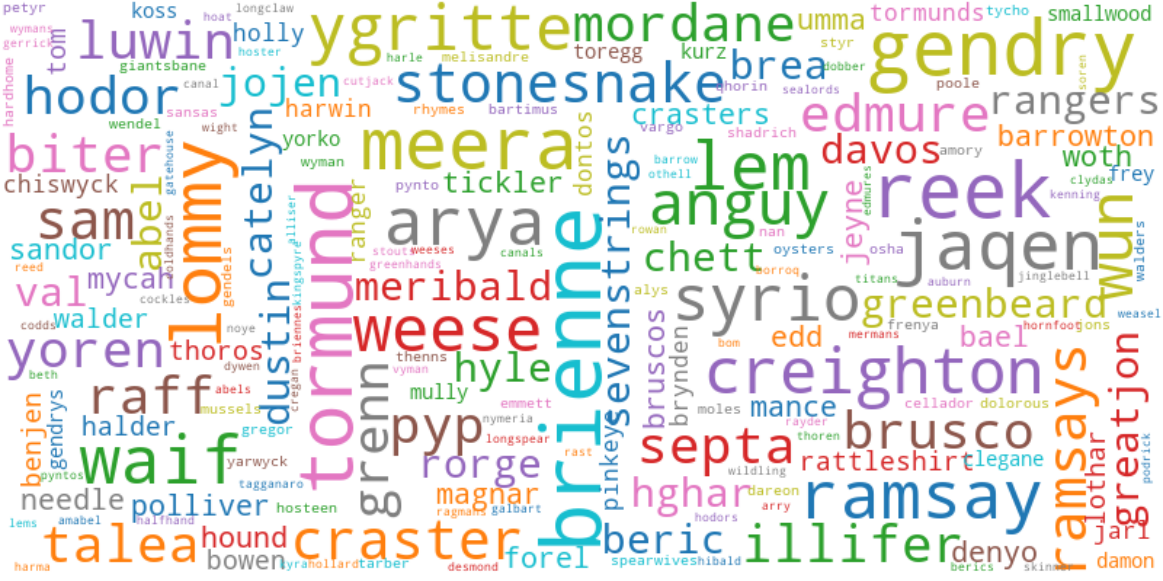 petyr
koss
hoat
longclaw
ygritte
mordane
umma
tormunds
tycho
smallwood
wymans
gerrick
tom
luwin
holly
hoster
harle
melisandre
toregg
kurz
styr
gendry
soren
giantsbane
hardhome
hodor
canal
jojen
cutjack
stonesnake
brea
dobber
qhorin
sealords
poole
rangers
sansas
harwin
rhymes
bartimus
crasters
edmure
wendel
wight
catelyn
yorko
meera
dontos
vargo
shadrich
barrowton
biter
gatehouse
lommy
wyman
sevenstrings
barrow
othell
lem
davos
amory
woth
frey
clydas
chiswyck
abel
pynto
tickler
anguy
jeyne
edmures
reek
kenning
sam
coldhands
alliser
tormund
ranger
arya
brienne
rowan
nan
wun
walders
sandor
stouts
weeses
canals
chett
oysters
osha
jaqen
reed
mycah
gendels
kingspyre
greenhands
borroq
titans
auburn
jinglebell
val
cockles
dustin
meribald
alys
syrio
greenbeard
codds
walder
noye
briennes
weese
bruscos
brynden
frenya
hornfoot
jons
weasel
yoren
thoros
dywen
thenns
vyman
hyle
bom
edd
mermans
bael
beth
raff
abels
cregan
grenn
mully
creighton
ramsays
greatjon
benjen
gendrys
mussels
emmett
moles
mance
cellador
dolorous
halder
gregor
pyp
nymeria
longspear
pinkeye
rayder
thoren
brusco
waif
yarwyck
rorge
rast
septa
wildling
rattleshirt
clegane
lothar
podrick
pyntos
tagganaro
needle
polliver
hosteen
magnar
ragmans
galbart
hghar
dareon
arry
ramsay
lems
amabel
halfhand
hodors
jarl
talea
hound
craster
beric
illifer
denyo
harma
bowen
lyra
hollard
tarber
desmond
forel
spearwives
hibald
berics
skinner
damon